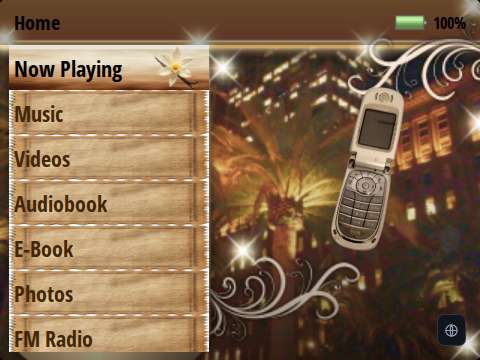 Home
100%
Now Playing
Music
Videos
Audiobook
E-Book
Photos
FM Radio